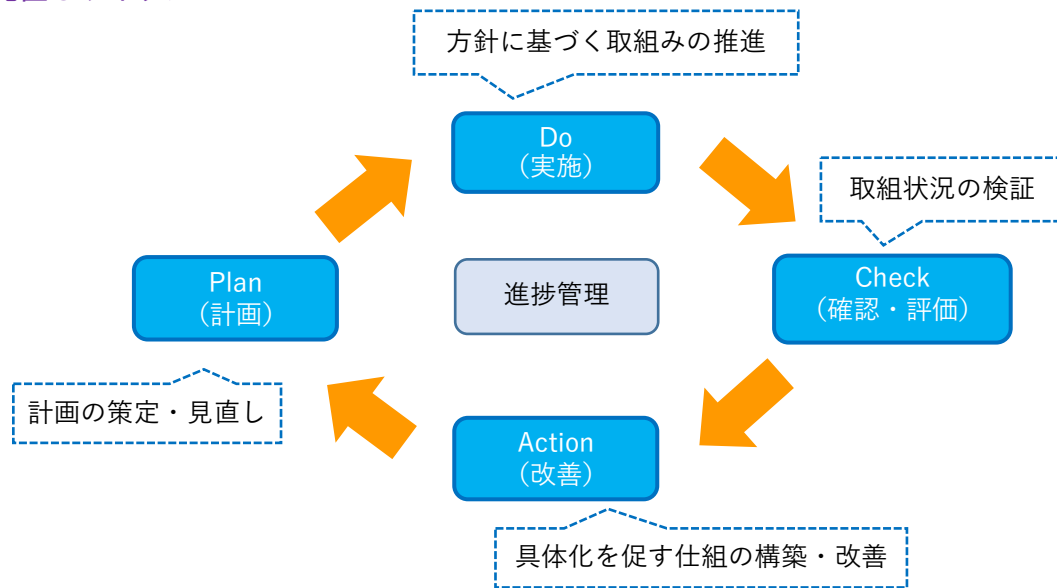 方針に基づく取組みの推進
Do
（実施）
取組状況の検証
Plan
（計画）
進捗管理
Check
（確認・評価）
計画の策定・見直し
Action
（改善）
具体化を促す仕組の構築・改善